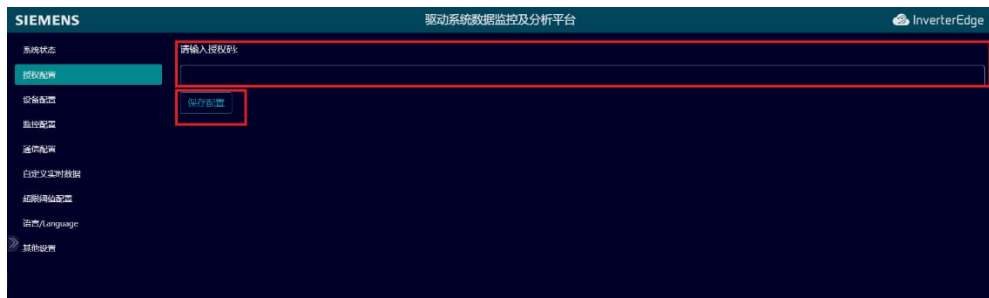 SIEMENS
驱动系统数据监控及分析平台
InverterEdge
系统状态
请输入授权码:
授权配置
设备配置
保存配置
监控配置
通信配置
自定义实时数据
超限阈值配置
语言/Language
其他设置